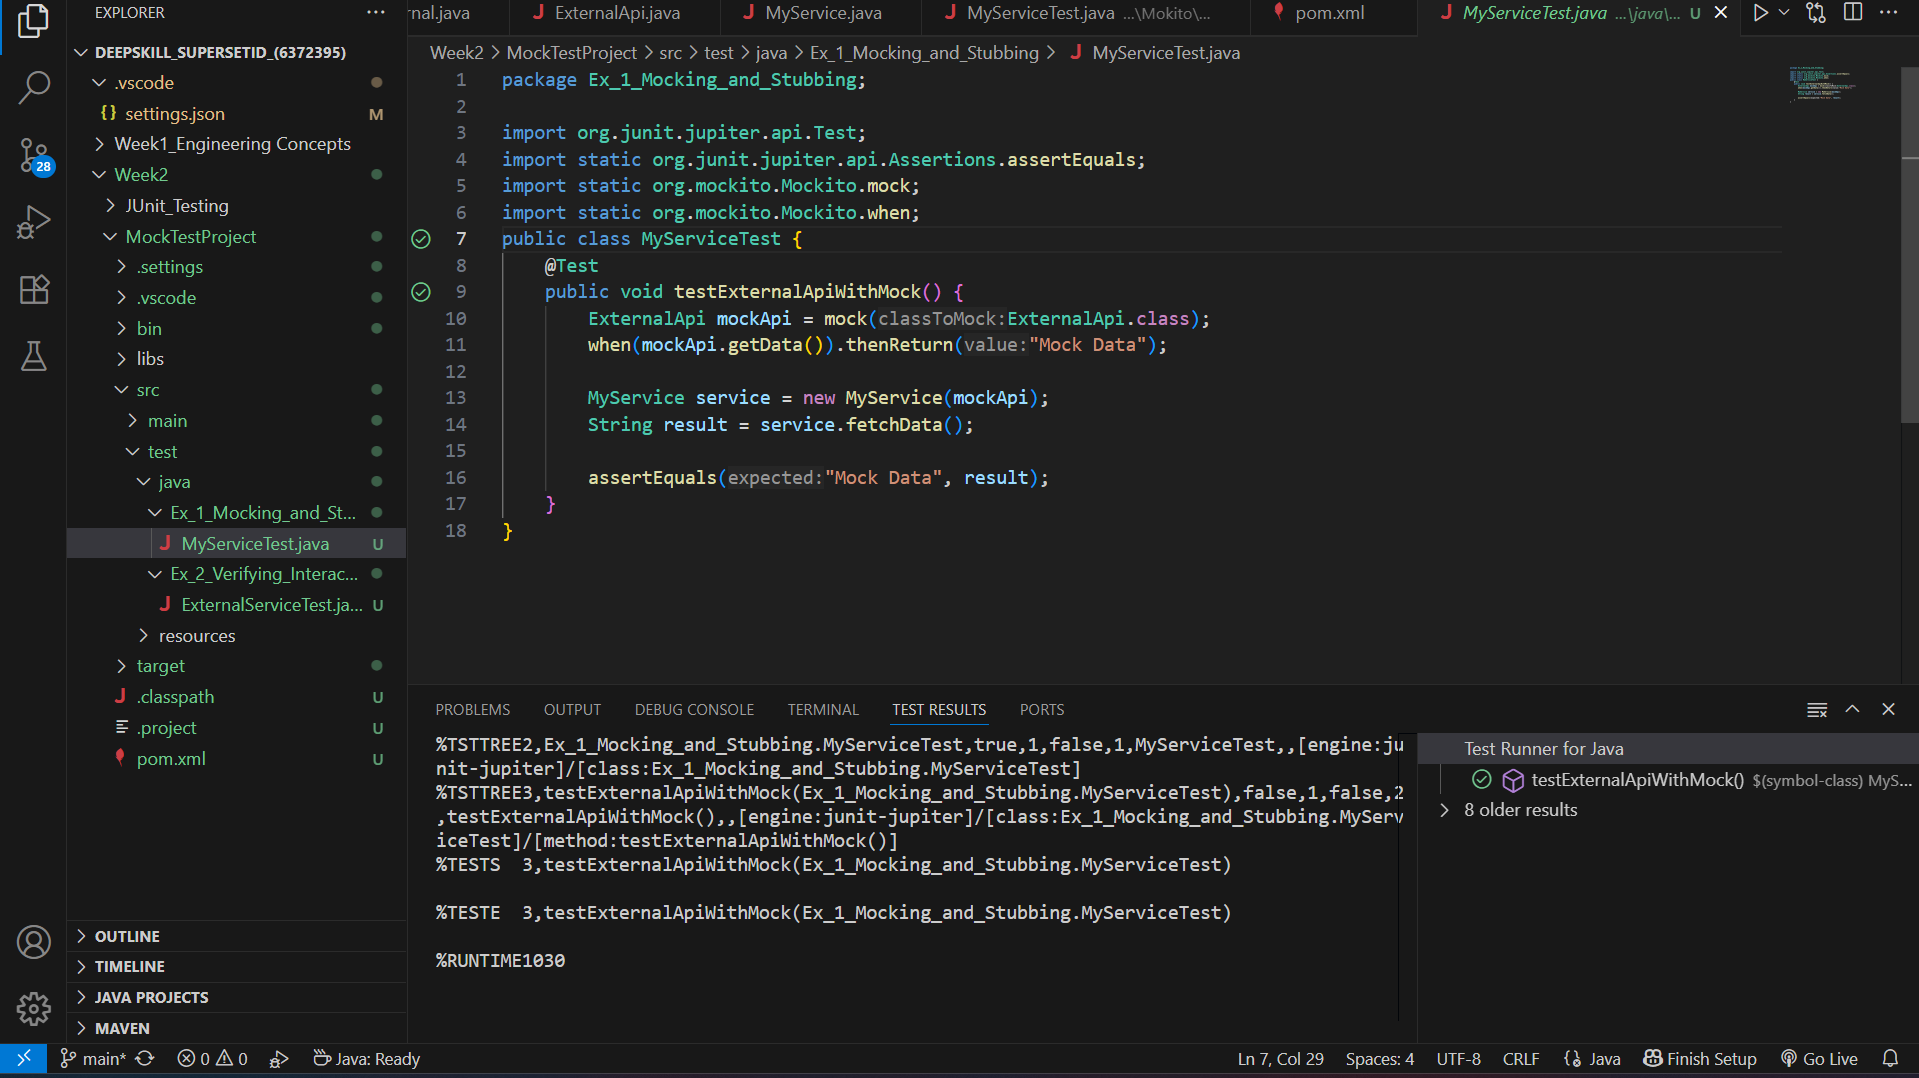 EXPLORER
DEEPSKILL_SUPERSETID_(6372395)
.vscode
{} settings.json M
Week1_Engineering Concepts
28
Week2
JUnit_Testing
MockTestProject
.settings
.vscode
bin
libs
src
main
test
java
Ex_1_Mocking_and_St...
J MyServiceTest.java U
Ex_2_Verifying_Interac...
J ExternalServiceTest.ja... U
resources
target
J .classpath U
.project U
pom.xml U
OUTLINE
TIMELINE
JAVA PROJECTS
MAVEN
rnal.java
J ExternalApi.java
J MyService.java
J MyServiceTest.java ...\Mokito\...
pom.xml
J MyServiceTest.java ...\java\... U
Week2 > MockTestProject > src > test > java > Ex_1_Mocking_and_Stubbing > J MyServiceTest.java
1 package Ex_1_Mocking_and_Stubbing;
2
3 import org.junit.jupiter.api.Test;
4 import static org.junit.jupiter.api.Assertions.assertEquals;
5 import static org.mockito.Mockito.mock;
6 import static org.mockito.Mockito.when;
7 public class MyServiceTest {
8 @Test
9 public void testExternalApiWithMock() {
10 ExternalApi mockApi = mock(classToMock:ExternalApi.class);
11 when(mockApi.getData()).thenReturn(value:"Mock Data");
12
13 MyService service = new MyService(mockApi);
14 String result = service.fetchData();
15
16 assertEquals(expected:"Mock Data", result);
17 }
18 }
PROBLEMS OUTPUT DEBUG CONSOLE TERMINAL TEST RESULTS PORTS
%TSTTREE2,Ex_1_Mocking_and_Stubbing.MyServiceTest,true,1,false,1,MyServiceTest,,[engine:ju
nit-jupiter]/[class:Ex_1_Mocking_and_Stubbing.MyServiceTest]
%TSTTREE3,testExternalApiWithMock(Ex_1_Mocking_and_Stubbing.MyServiceTest),false,1,false,2
,testExternalApiWithMock(),,[engine:junit-jupiter]/[class:Ex_1_Mocking_and_Stubbing.MyServ
iceTest]/[method:testExternalApiWithMock()]
%TESTS  3,testExternalApiWithMock(Ex_1_Mocking_and_Stubbing.MyServiceTest)
%TESTE  3,testExternalApiWithMock(Ex_1_Mocking_and_Stubbing.MyServiceTest)
%RUNTIME1030
Test Runner for Java
testExternalApiWithMock() $(symbol-class) MyS...
8 older results
main* 0 0 Java: Ready
Ln 7, Col 29 Spaces: 4 UTF-8 CRLF {} Java Finish Setup Go Live